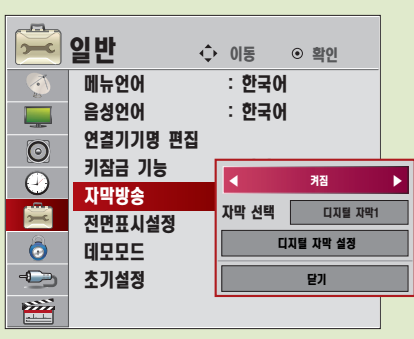 일반 이동 확인
메뉴언어 : 한국어
음성언어 : 한국어
연결기기명 편집
키잠금 기능
자막방송
전면표시설정
데모모드
초기설정
켜짐
자막 선택 디지털 자막1
디지털 자막 설정
닫기